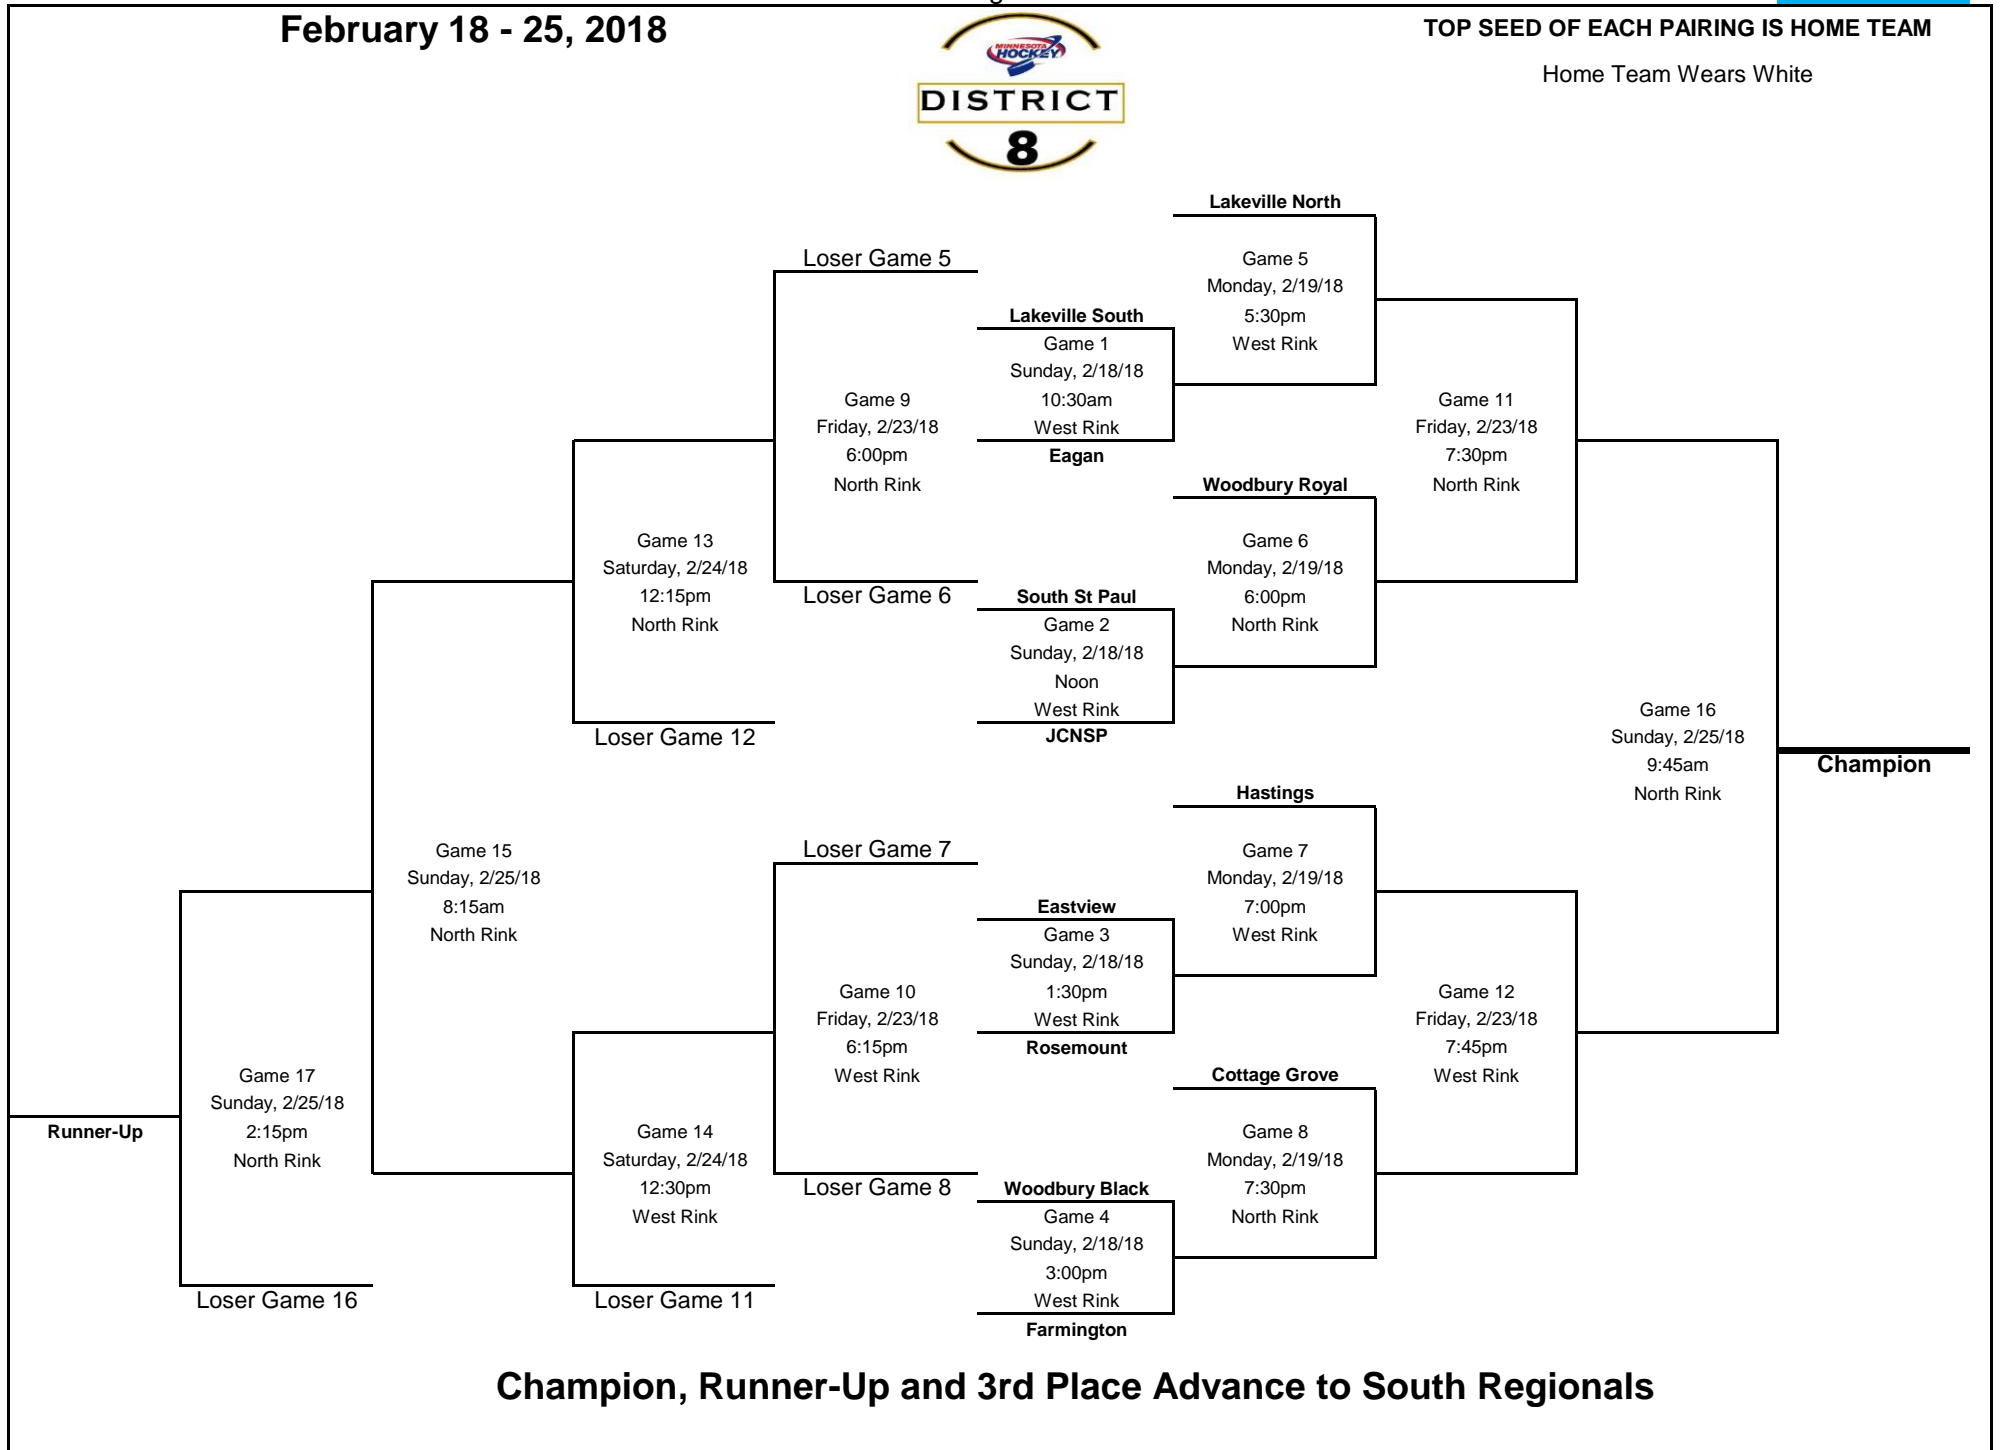 February 18 - 25, 2018
MINNESOTA
HOCKEY
DISTRICT
8
TOP SEED OF EACH PAIRING IS HOME TEAM
Home Team Wears White
Lakeville North
Loser Game 5
Game 5
Monday, 2/19/18
5:30pm
West Rink
Lakeville South
Game 1
Sunday, 2/18/18
10:30am
West Rink
Eagan
Game 9
Friday, 2/23/18
6:00pm
North Rink
Game 11
Friday, 2/23/18
7:30pm
North Rink
Woodbury Royal
Game 13
Saturday, 2/24/18
12:15pm
North Rink
Game 6
Monday, 2/19/18
6:00pm
North Rink
Loser Game 6
South St Paul
Game 2
Sunday, 2/18/18
Noon
West Rink
JCNSP
Loser Game 12
Game 16
Sunday, 2/25/18
9:45am
North Rink
Champion
Hastings
Loser Game 7
Game 15
Sunday, 2/25/18
8:15am
North Rink
Game 7
Monday, 2/19/18
7:00pm
West Rink
Eastview
Game 3
Sunday, 2/18/18
1:30pm
West Rink
Rosemount
Game 10
Friday, 2/23/18
6:15pm
West Rink
Game 12
Friday, 2/23/18
7:45pm
West Rink
Cottage Grove
Game 17
Sunday, 2/25/18
2:15pm
North Rink
Runner-Up
Game 14
Saturday, 2/24/18
12:30pm
West Rink
Game 8
Monday, 2/19/18
7:30pm
North Rink
Loser Game 8
Woodbury Black
Game 4
Sunday, 2/18/18
3:00pm
West Rink
Farmington
Loser Game 16
Loser Game 11
Champion, Runner-Up and 3rd Place Advance to South Regionals